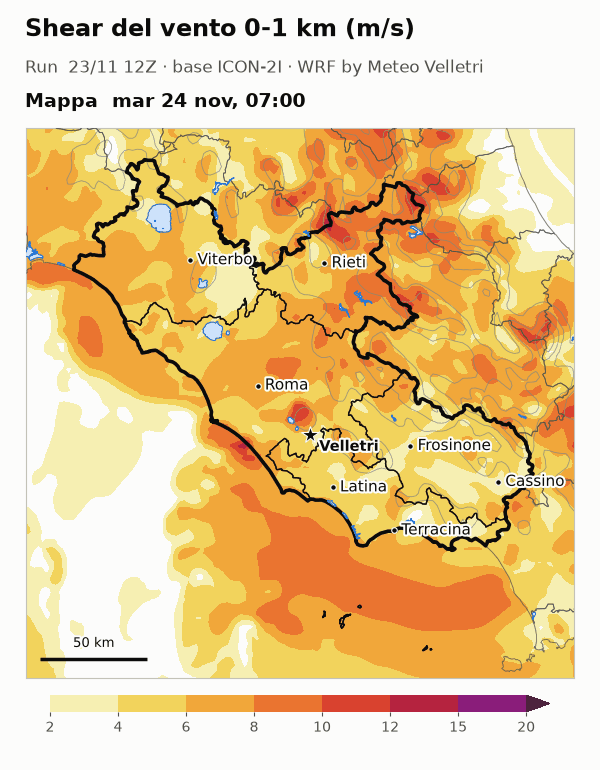 Shear del vento 0-1 km (m/s)
Run  23/11 12Z · base ICON-2I · WRF by Meteo Velletri
Mappa  mar 24 nov, 07:00
Viterbo
Rieti
Roma
Velletri
Frosinone
Cassino
Latina
Terracina
50 km
2 4 6 8 10 12 15 20